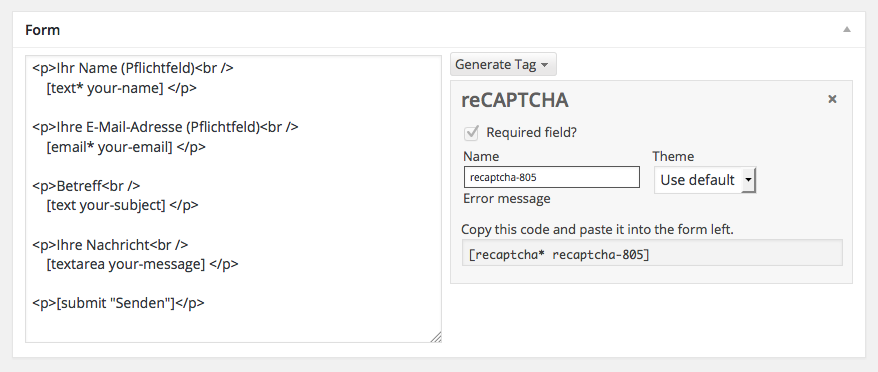 Form
<p>Ihr Name (Pflichtfeld)<br />
[text* your-name] </p>
<p>Ihre E-Mail-Adresse (Pflichtfeld)<br />
[email* your-email] </p>
<p>Betreff<br />
[text your-subject] </p>
<p>Ihre Nachricht<br />
[textarea your-message] </p>
<p>[submit "Senden"]</p>
Generate Tag
reCAPTCHA
Required field?
Name Theme
recaptcha-805 Use default
Error message
Copy this code and paste it into the form left.
[recaptcha* recaptcha-805]